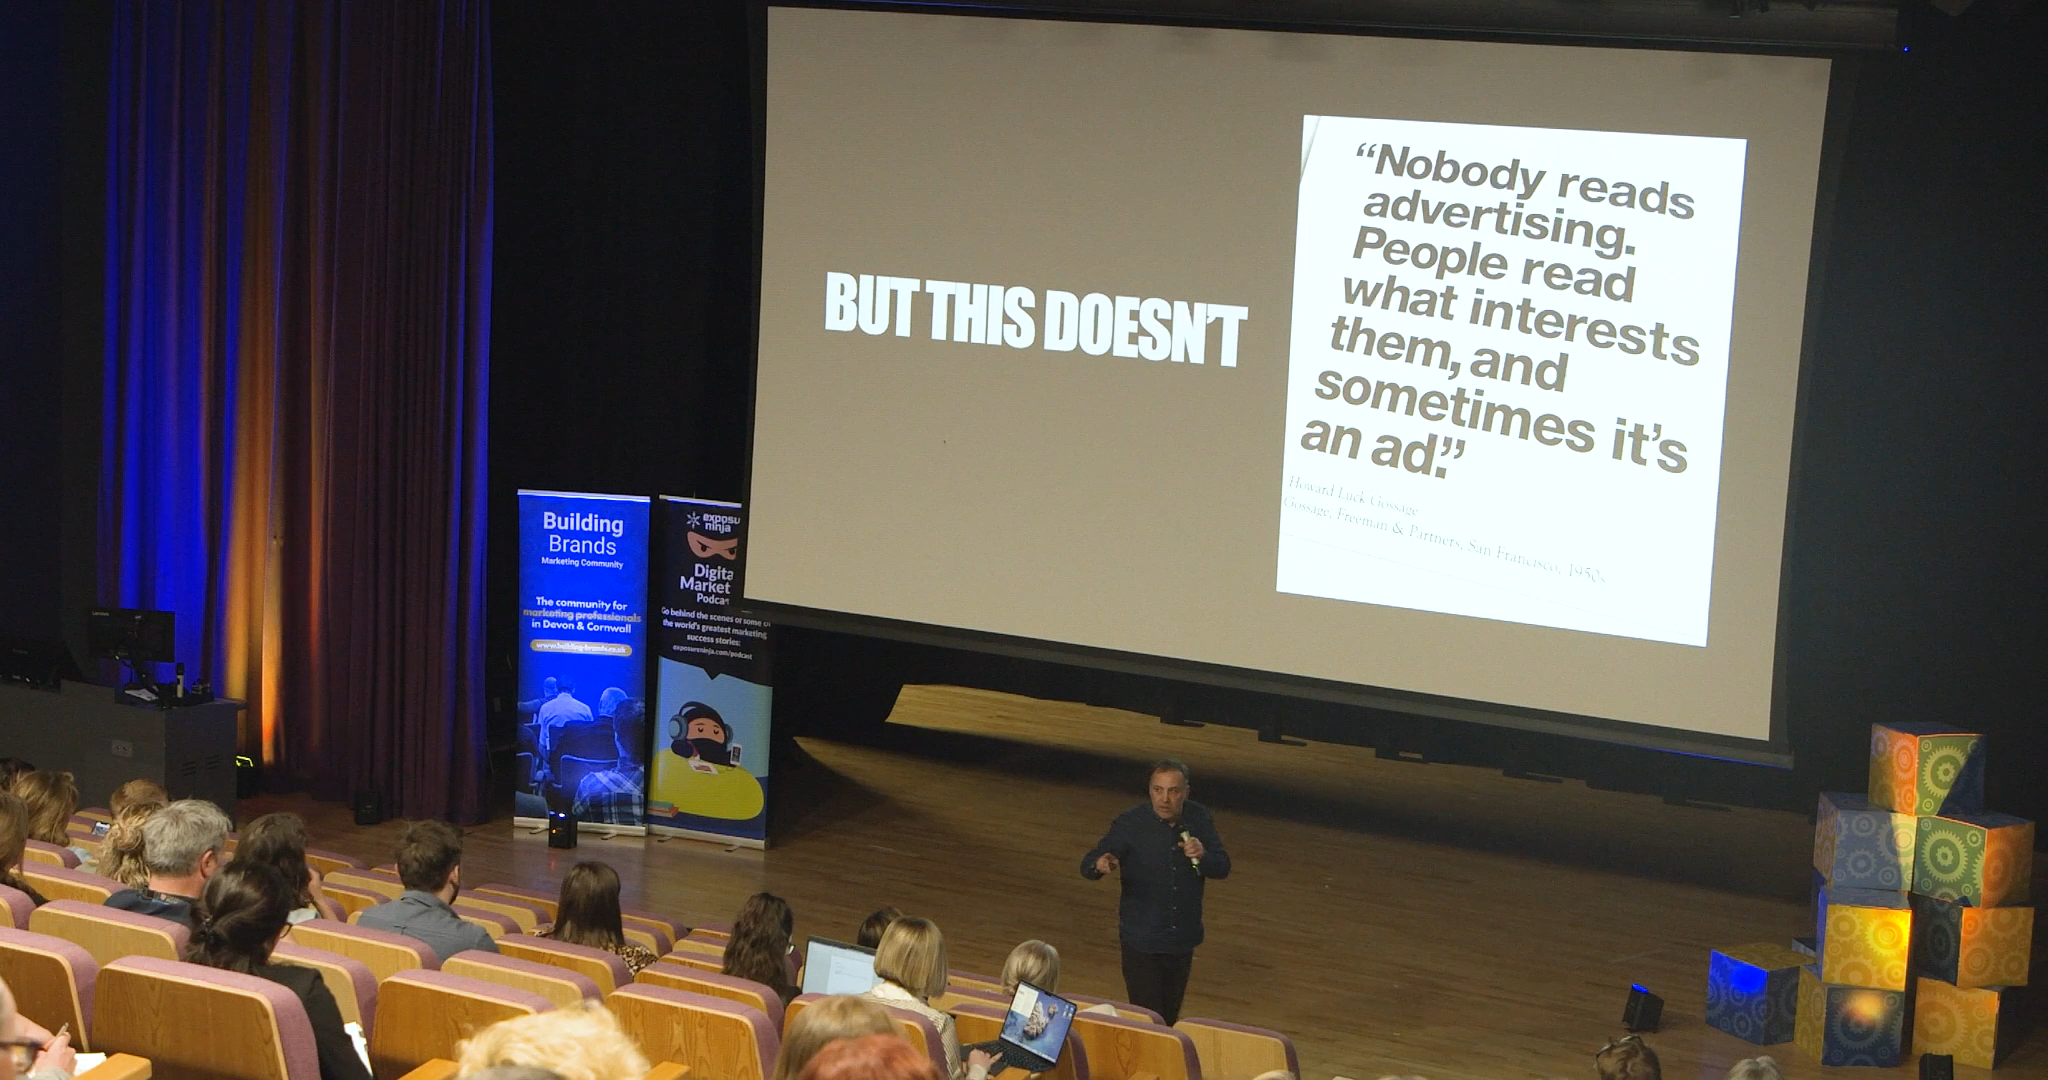 BUT THIS DOESN'T
“Nobody reads
advertising.
People read
what interests
them, and
sometimes it's
an ad.”
Howard Luck Gossage
Gossage, Freeman & Partners, San Francisco, 1950s
Building
Brands
Marketing Community
The community for
marketing professionals
in Devon & Cornwall
www.building-brands.co.uk
exposu
ninja
Digita
Market
Podcas
Go behind the scenes of some of
the world's greatest marketing
success stories:
exposureninja.com/podcast
Lenovo